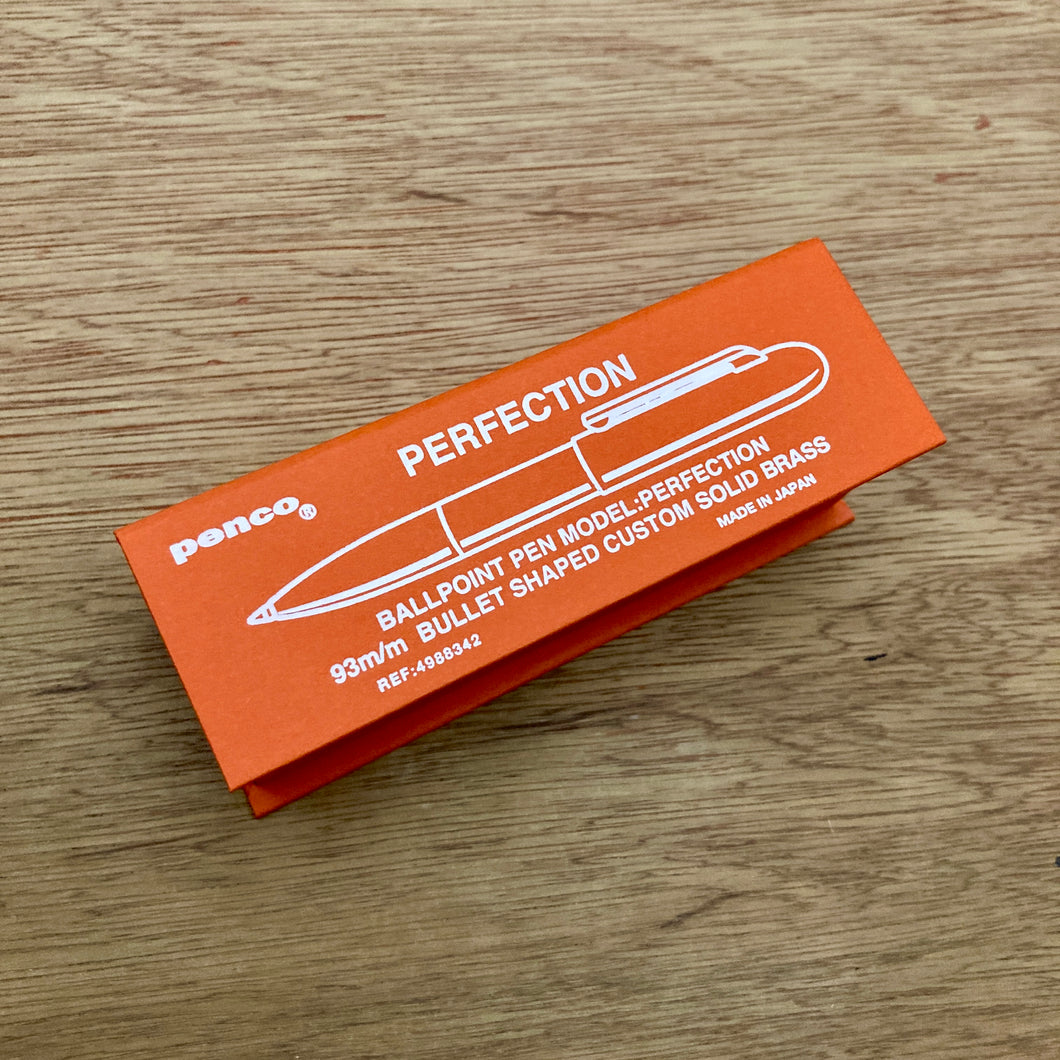 penco®
PERFECTION
BALLPOINT PEN MODEL:PERFECTION
93m/m BULLET SHAPED CUSTOM SOLID BRASS
REF:4988342
MADE IN JAPAN